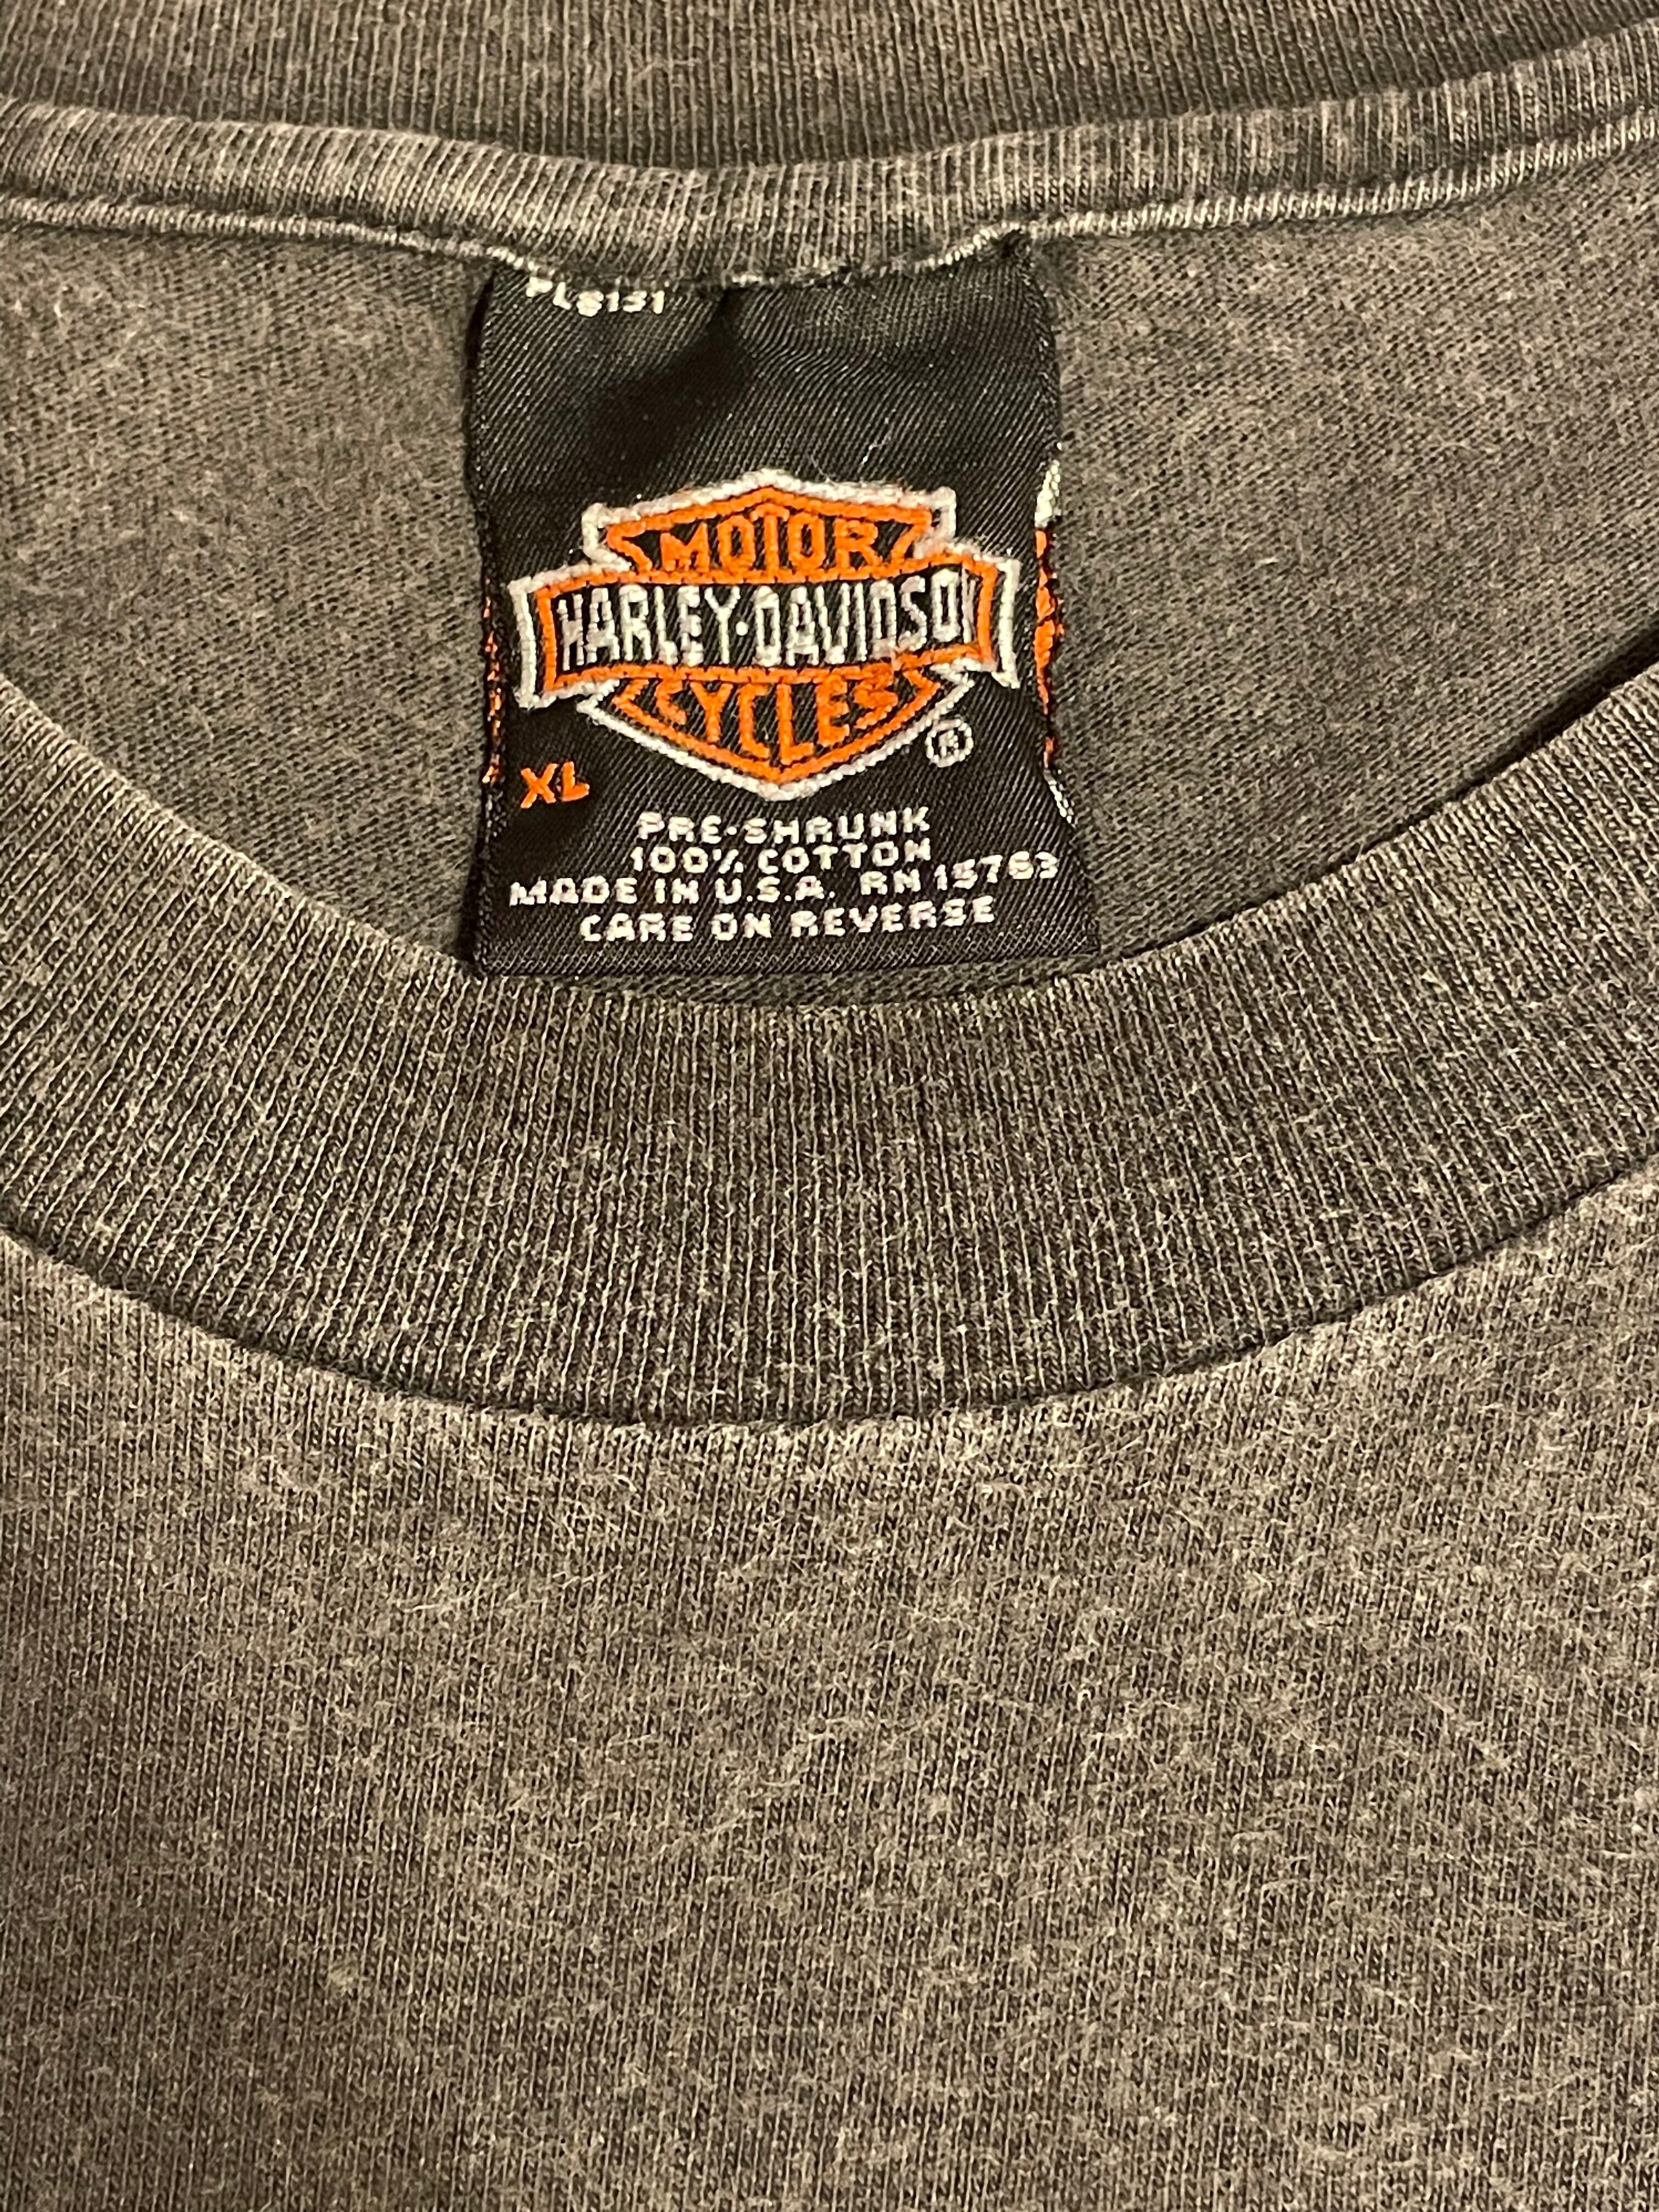 PL8131
MOTOR
HARLEY-DAVIDSON
CYCLES
®
XL
PRE-SHRUNK
100% COTTON
MADE IN U.S.A. RN 15763
CARE ON REVERSE